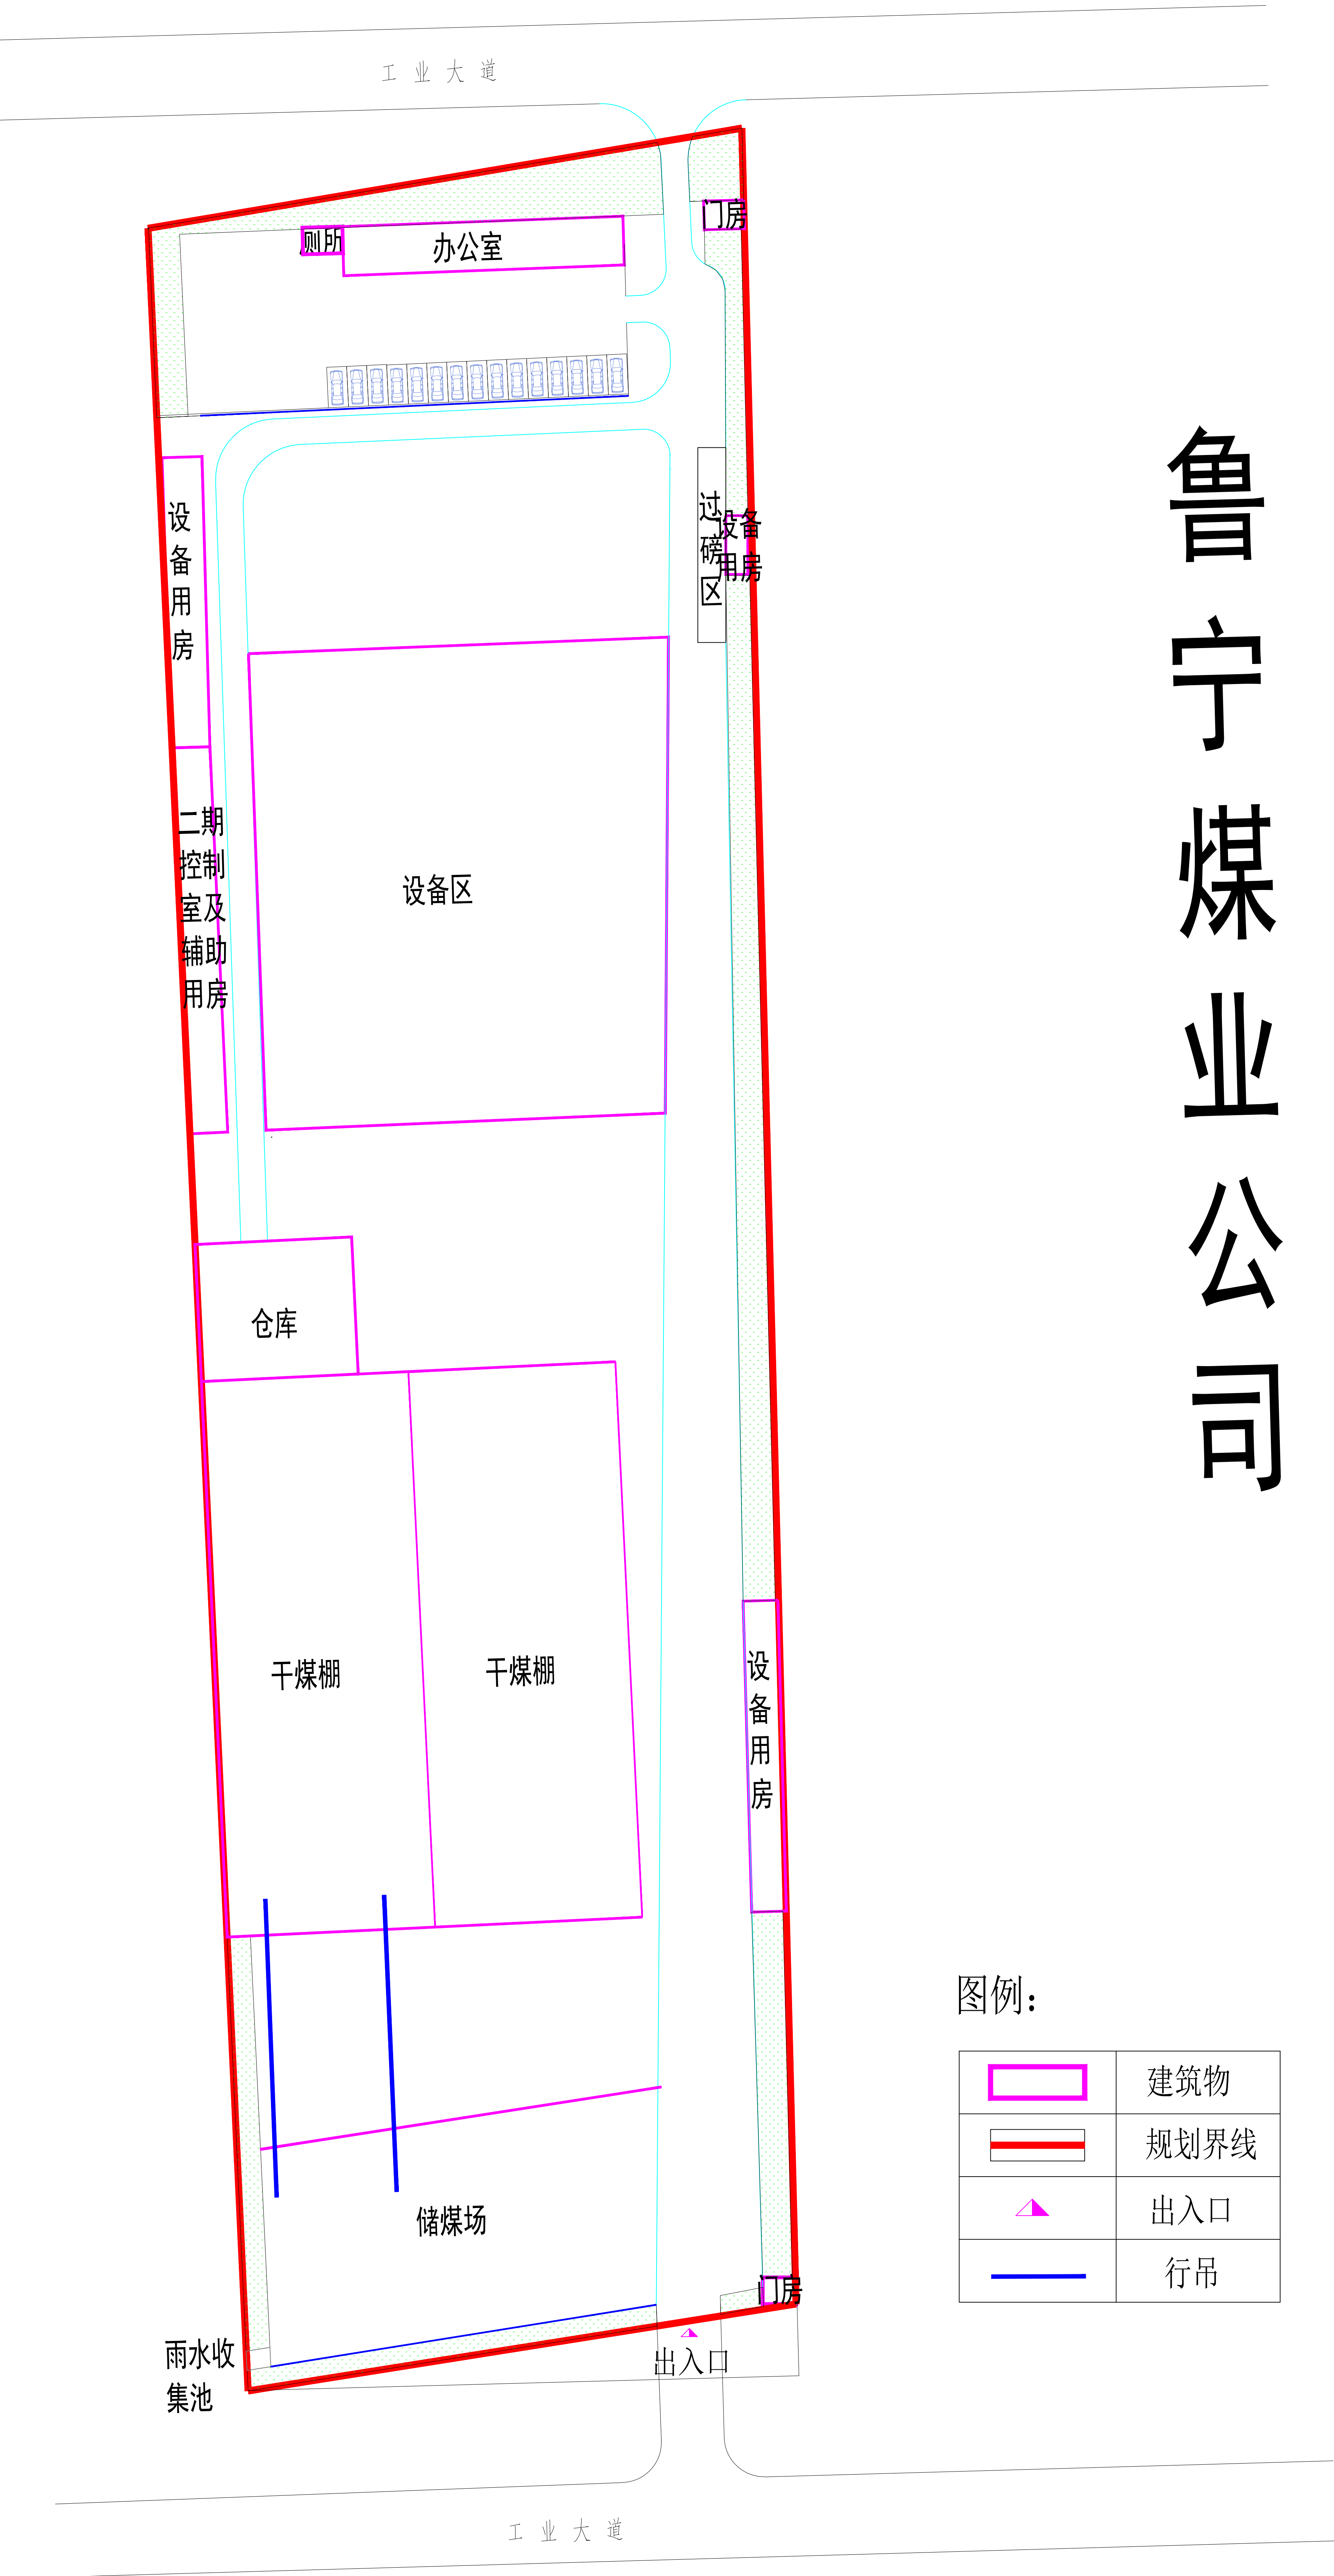 工业大道
门房
厕所
办公室
设
备
用
房
过
磅
区
设备
用房
二期
控制
室及
辅助
用房
设备区
仓库
干煤棚
干煤棚
设
备
用
房
储煤场
门房
雨水收
集池
出入口
工业大道
鲁
宁
煤
业
公
司
图例：
建筑物
规划界线
出入口
行吊